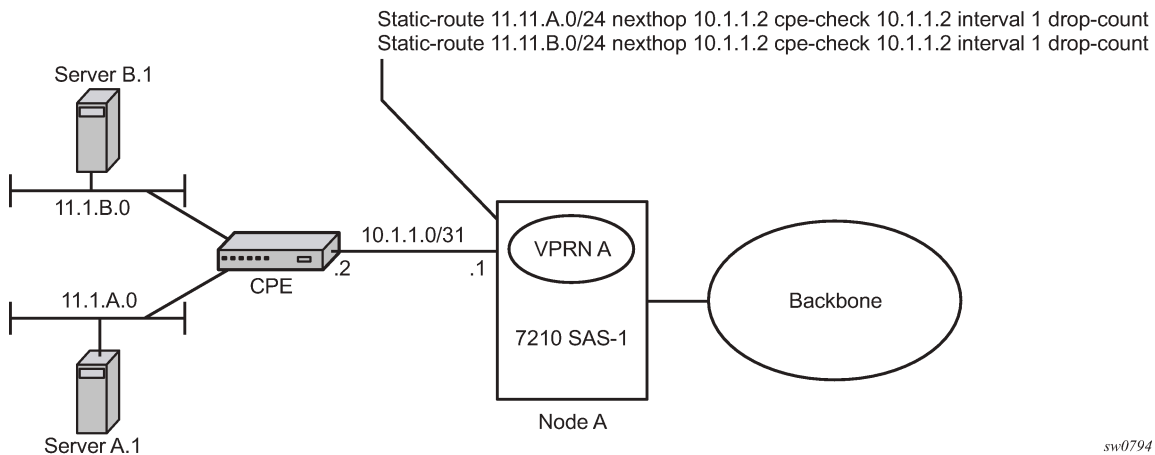 Static-route 11.11.A.0/24 nexthop 10.1.1.2 cpe-check 10.1.1.2 interval 1 drop-count
Static-route 11.11.B.0/24 nexthop 10.1.1.2 cpe-check 10.1.1.2 interval 1 drop-count
Server B.1
11.1.B.0
10.1.1.0/31
VPRN A
.2
.1
CPE
11.1.A.0
Backbone
7210 SAS-1
Node A
Server A.1
sw0794